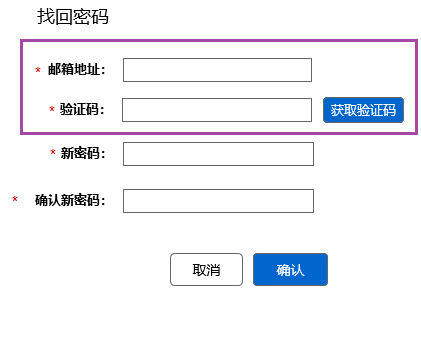 找回密码
* 邮箱地址：
* 验证码：
获取验证码
* 新密码：
* 确认新密码：
取消 确认